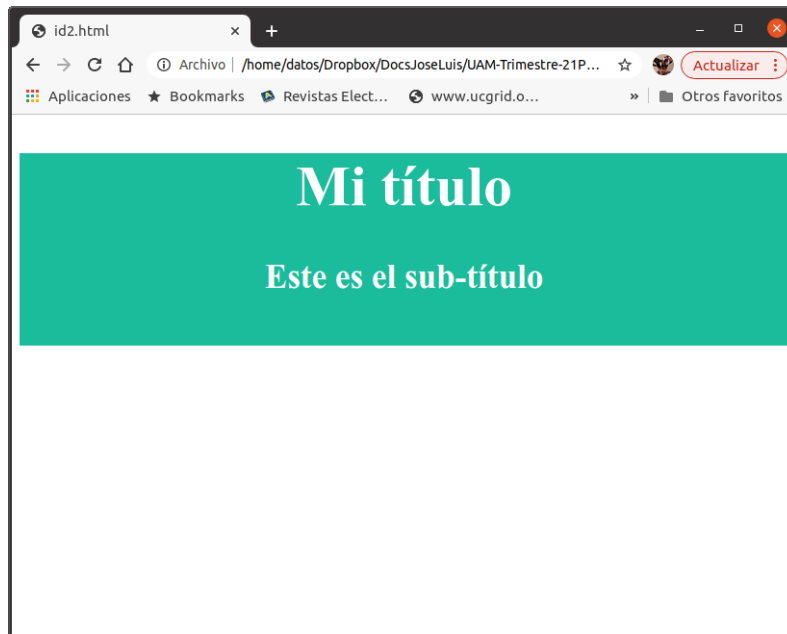 id2.html
Archivo | /home/datos/Dropbox/DocsJoseLuis/UAM-Trimestre-21P... Actualizar
Aplicaciones Bookmarks Revistas Elect... www.ucgrid.o... » Otros favoritos
Mi título
Este es el sub-título